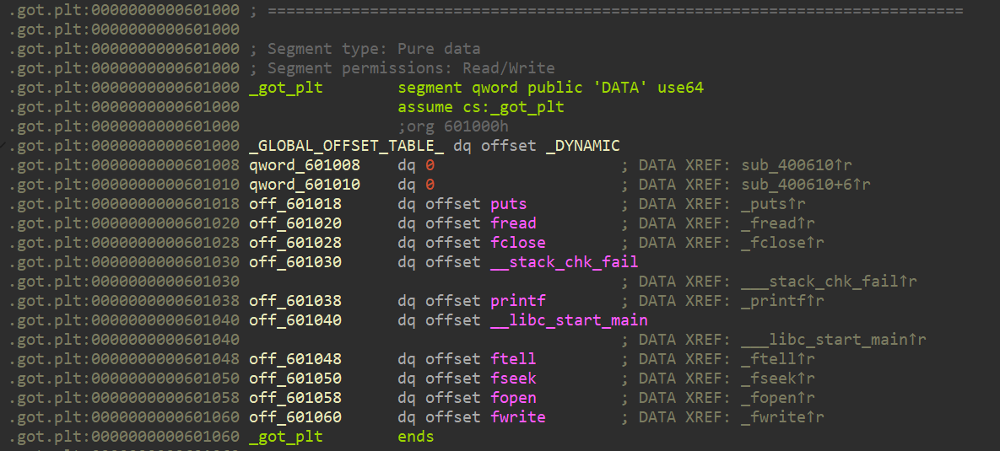 .got.plt:0000000000601000 ; ===========================================================================
.got.plt:0000000000601000
.got.plt:0000000000601000 ; Segment type: Pure data
.got.plt:0000000000601000 ; Segment permissions: Read/Write
.got.plt:0000000000601000 _got_plt        segment qword public 'DATA' use64
.got.plt:0000000000601000                 assume cs:_got_plt
.got.plt:0000000000601000                 ;org 601000h
.got.plt:0000000000601000 _GLOBAL_OFFSET_TABLE_ dq offset _DYNAMIC
.got.plt:0000000000601008 qword_601008    dq 0                    ; DATA XREF: sub_400610↑r
.got.plt:0000000000601010 qword_601010    dq 0                    ; DATA XREF: sub_400610+6↑r
.got.plt:0000000000601018 off_601018      dq offset puts          ; DATA XREF: _puts↑r
.got.plt:0000000000601020 off_601020      dq offset fread         ; DATA XREF: _fread↑r
.got.plt:0000000000601028 off_601028      dq offset fclose        ; DATA XREF: _fclose↑r
.got.plt:0000000000601030 off_601030      dq offset __stack_chk_fail
.got.plt:0000000000601030                                         ; DATA XREF: ___stack_chk_fail↑r
.got.plt:0000000000601038 off_601038      dq offset printf        ; DATA XREF: _printf↑r
.got.plt:0000000000601040 off_601040      dq offset __libc_start_main
.got.plt:0000000000601040                                         ; DATA XREF: ___libc_start_main↑r
.got.plt:0000000000601048 off_601048      dq offset ftell         ; DATA XREF: _ftell↑r
.got.plt:0000000000601050 off_601050      dq offset fseek         ; DATA XREF: _fseek↑r
.got.plt:0000000000601058 off_601058      dq offset fopen         ; DATA XREF: _fopen↑r
.got.plt:0000000000601060 off_601060      dq offset fwrite        ; DATA XREF: _fwrite↑r
.got.plt:0000000000601060 _got_plt        ends